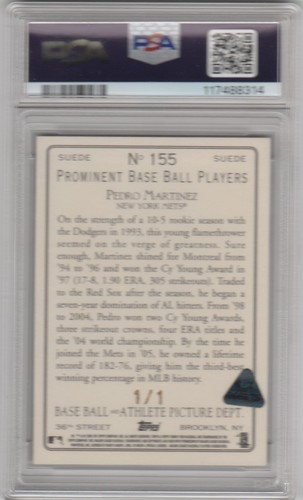 PSA
PSA
117488314
SUEDE
Nº 155
SUEDE
PROMINENT BASE BALL PLAYERS
PEDRO MARTINEZ
NEW YORK METS®
On the strength of a 10-5 rookie season with
the Dodgers in 1993, this young flamethrower
seemed on the verge of greatness. Sure
enough, Martinez shined for Montreal from
'94 to '96 and won the Cy Young Award in
'97 (17-8, 1.90 ERA, 305 strikeouts). Traded
to the Red Sox after the season, he began a
seven-year domination of AL hitters. From '98
to 2004, Pedro won two Cy Young Awards,
three strikeout crowns, four ERA titles and
the '04 world championship. By the time he
joined the Mets in '05, he owned a lifetime
record of 182-76, giving him the third-best
winning percentage in MLB history.
1/1
BASE BALL AND ATHLETE PICTURE DEPT.
36TH STREET
Topps
BROOKLYN, NY